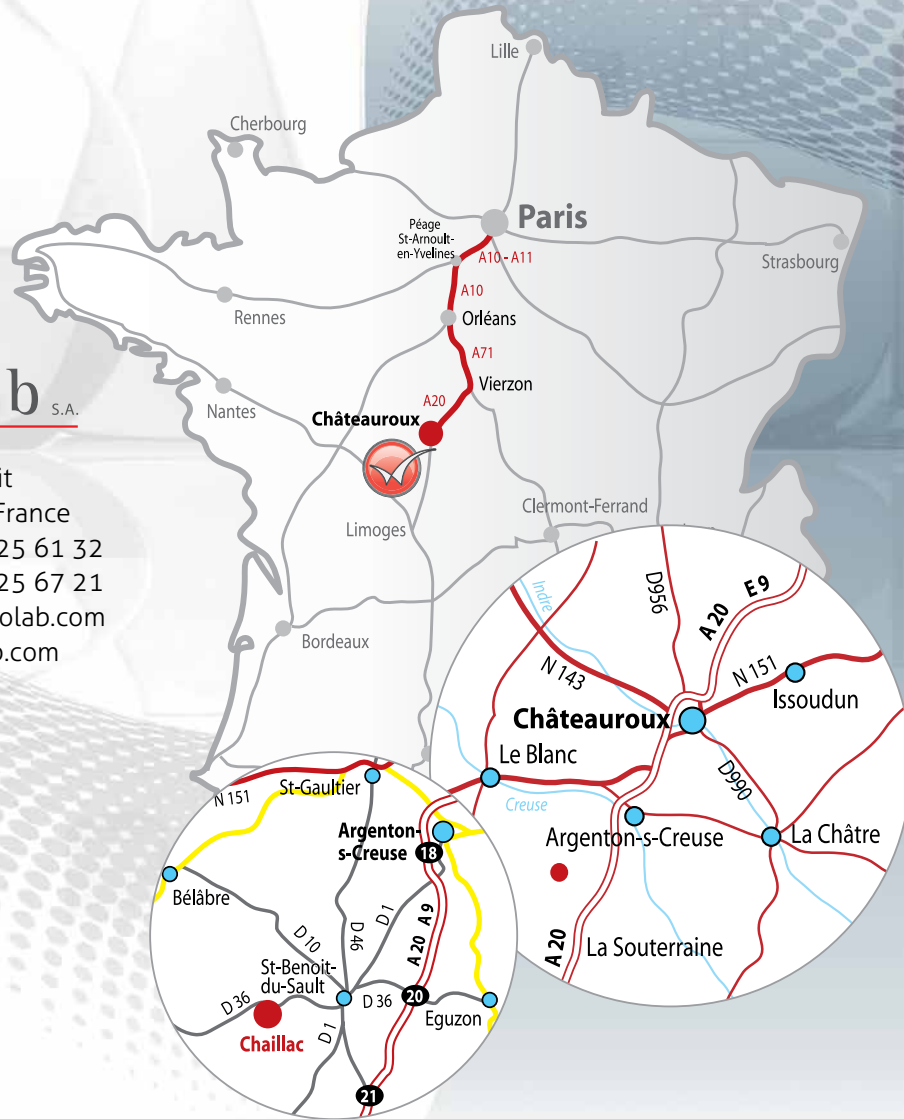 Lille
Cherbourg
Paris
Péage
St-Arnoult-
en-Yvelines
A10 - A11
Strasbourg
A10
Rennes
Orléans
A71
Vierzon
Nantes
A20
Châteauroux
b S.A.
it
France
25 61 32
25 67 21
olab.com
o.com
Limoges
Clermont-Ferrand
Bordeaux
Indre
D956
A 20
E 9
N 143
N 151
Issoudun
Châteauroux
Le Blanc
D990
Creuse
Argenton-s-Creuse
La Châtre
A 20
La Souterraine
N 151
St-Gaultier
Argenton-
s-Creuse
18
Bélâbre
D 10
D 46
D 1
A 20
A 9
St-Benoit-
du-Sault
D 36
D 36
20
Eguzon
Chaillac
D 1
21